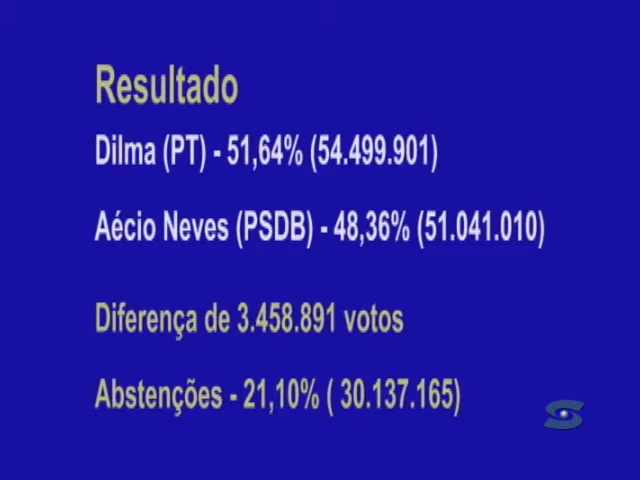 Resultado
Dilma (PT) - 51,64% (54.499.901)
Aécio Neves (PSDB) - 48,36% (51.041.010)
Diferença de 3.458.891 votos
Abstenções - 21,10% ( 30.137.165)